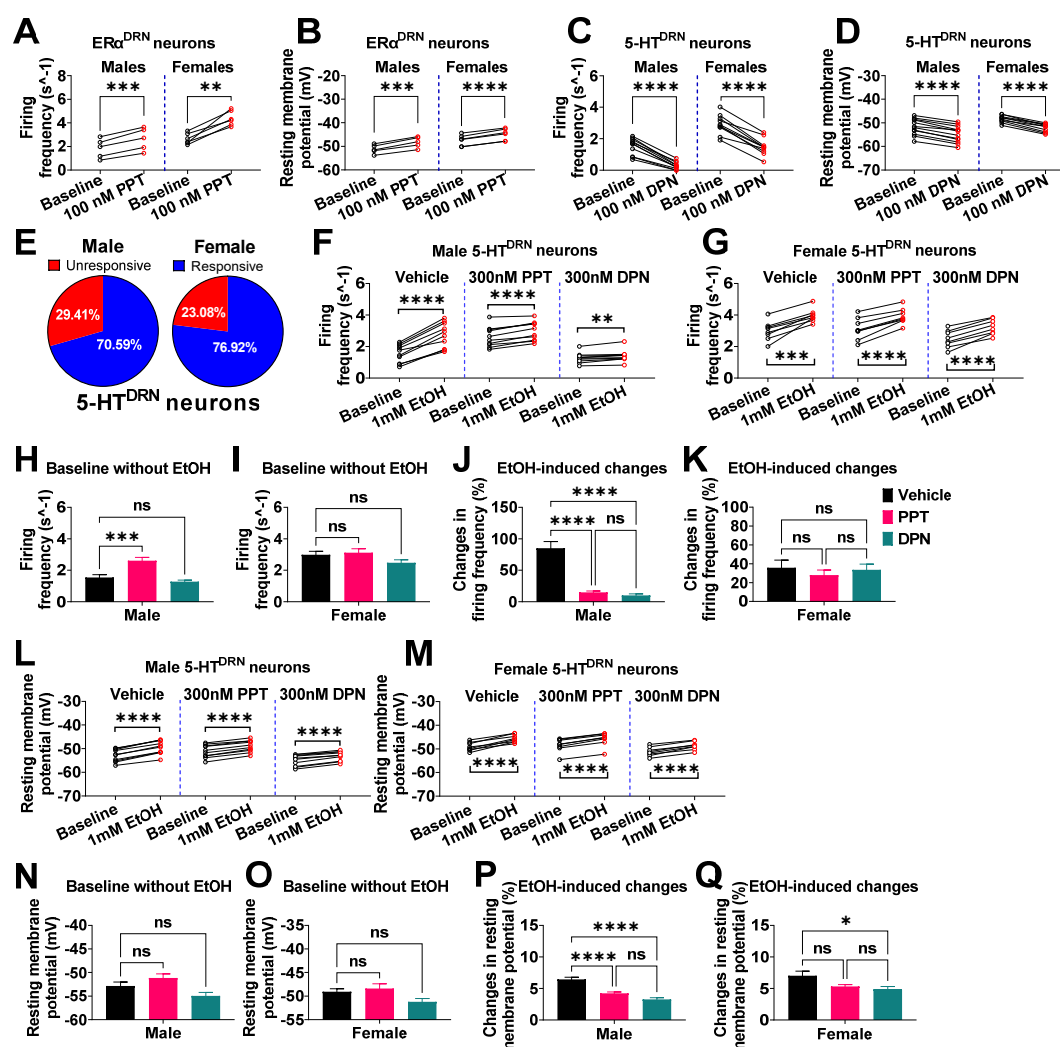 A
ERα^DRN neurons
Males
Females
***
**
Firing
frequency (s^-1)
8
6
4
2
0
Baseline
100 nM PPT
Baseline
100 nM PPT
B
ERα^DRN neurons
Males
Females
***
****
Resting membrane
potential (mV)
-20
-30
-40
-50
-60
Baseline
100 nM PPT
Baseline
100 nM PPT
C
5-HT^DRN neurons
Males
Females
****
****
Firing
frequency (s^-1)
6
4
2
0
Baseline
100 nM DPN
Baseline
100 nM DPN
D
5-HT^DRN neurons
Males
Females
****
****
Resting membrane
potential (mV)
-30
-40
-50
-60
-70
Baseline
100 nM DPN
Baseline
100 nM DPN
E
Male
Female
Unresponsive
Responsive
29.41%
70.59%
23.08%
76.92%
5-HT^DRN neurons
F
Male 5-HT^DRN neurons
Vehicle
300nM PPT
300nM DPN
****
****
**
Firing
frequency (s^-1)
6
4
2
0
Baseline
1mM EtOH
Baseline
1mM EtOH
Baseline
1mM EtOH
G
Female 5-HT^DRN neurons
Vehicle
300nM PPT
300nM DPN
***
****
****
Firing
frequency (s^-1)
6
4
2
0
Baseline
1mM EtOH
Baseline
1mM EtOH
Baseline
1mM EtOH
H
Baseline without EtOH
ns
***
Firing
frequency (s^-1)
6
4
2
0
Male
I
Baseline without EtOH
ns
ns
Firing
frequency (s^-1)
6
4
2
0
Female
J
EtOH-induced changes
****
****
ns
Changes in
firing frequency (%)
150
100
50
0
Male
K
EtOH-induced changes
ns
ns
ns
Changes in
firing frequency (%)
100
80
60
40
20
0
Female
Vehicle
PPT
DPN
L
Male 5-HT^DRN neurons
Vehicle
300nM PPT
300nM DPN
****
****
****
Resting membrane
potential (mV)
-30
-40
-50
-60
-70
Baseline
1mM EtOH
Baseline
1mM EtOH
Baseline
1mM EtOH
M
Female 5-HT^DRN neurons
Vehicle
300nM PPT
300nM DPN
****
****
****
Resting membrane
potential (mV)
-30
-40
-50
-60
-70
Baseline
1mM EtOH
Baseline
1mM EtOH
Baseline
1mM EtOH
N
Baseline without EtOH
ns
ns
Resting membrane
potential (mV)
-40
-45
-50
-55
-60
Male
O
Baseline without EtOH
ns
ns
Resting membrane
potential (mV)
-35
-40
-45
-50
-55
Female
P
EtOH-induced changes
****
****
ns
Changes in resting
membrane potential (%)
15
10
5
0
Male
Q
EtOH-induced changes
*
ns
ns
Changes in resting
membrane potential (%)
15
10
5
0
Female